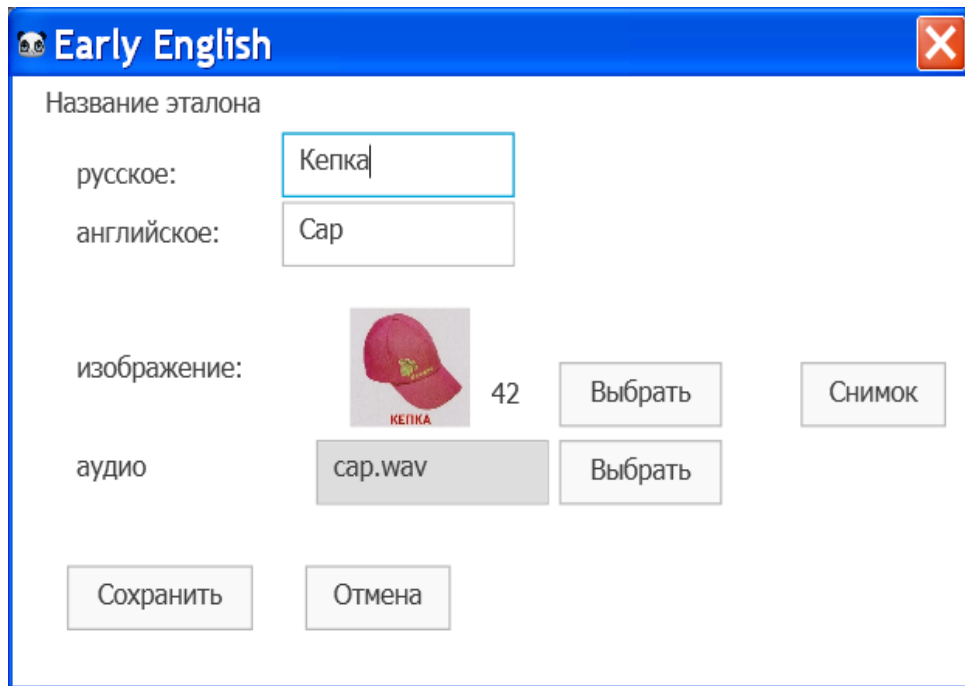 Early English
Название эталона
русское: Кепка
английское: Cap
изображение: КЕПКА 42 Выбрать Снимок
аудио cap.wav Выбрать
Сохранить Отмена